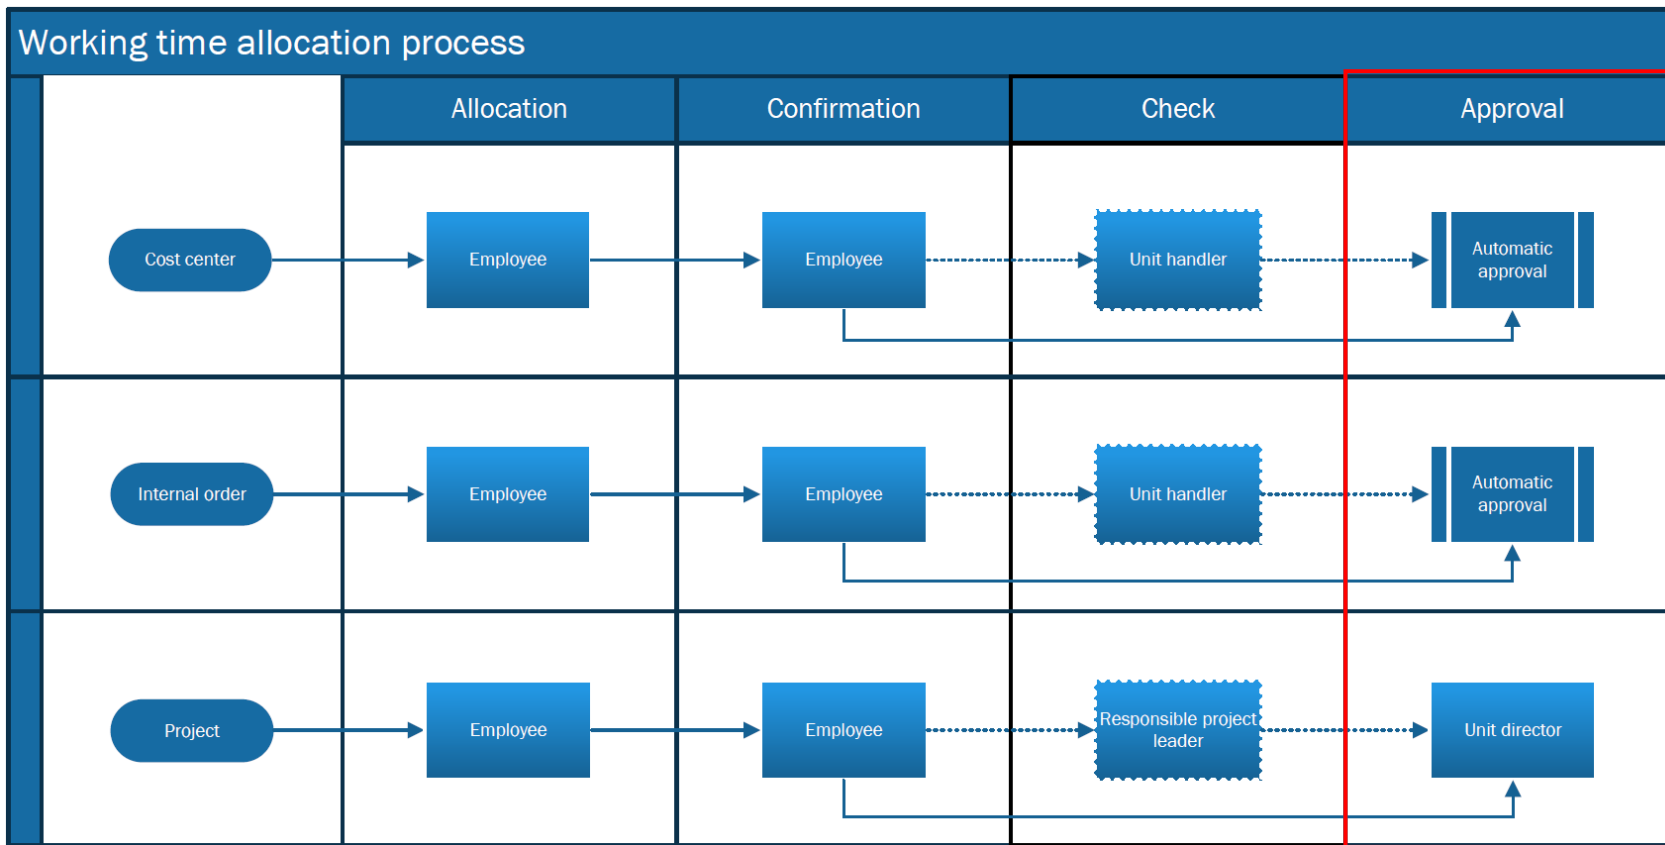 Working time allocation process
Allocation
Confirmation
Check
Approval
Cost center
Employee
Employee
Unit handler
Automatic
approval
Internal order
Employee
Employee
Unit handler
Automatic
approval
Project
Employee
Employee
Responsible project
leader
Unit director